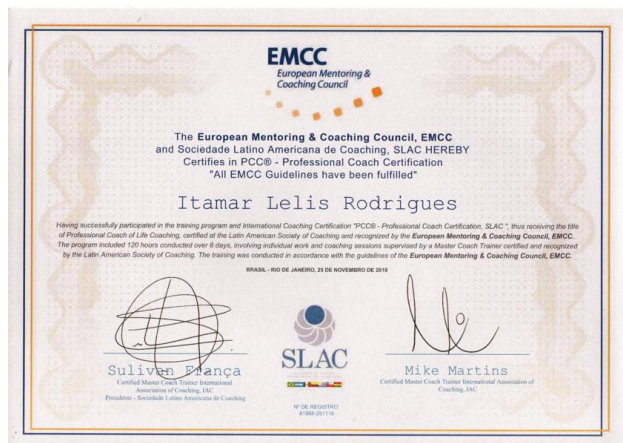 EMCC
European Mentoring &
Coaching Council
The European Mentoring & Coaching Council, EMCC
and Sociedade Latino Americana de Coaching, SLAC HEREBY
Certifies in PCC® - Professional Coach Certification
"All EMCC Guidelines have been fulfilled"
Itamar Lelis Rodrigues
Having successfully participated in the training program and International Coaching Certification "PCC® - Professional Coach Certification, SLAC ", thus receiving the title
of Professional Coach of Life Coaching, certified at the Latin American Society of Coaching and recognized by the European Mentoring & Coaching Council, EMCC.
The program included 120 hours conducted over 6 days, involving individual work and coaching sessions supervised by a Master Coach Trainer certified and recognized
by the Latin American Society of Coaching. The training was conducted in accordance with the guidelines of the European Mentoring & Coaching Council, EMCC.
BRASIL - RIO DE JANEIRO, 25 DE NOVEMBRO DE 2018
SLAC
Sulivan França
Certified Master Coach Trainer International
Association of Coaching, IAC
Presidente - Sociedade Latino Americana de Coaching
Mike Martins
Certified Master Coach Trainer International Association of
Coaching, IAC
Nº DE REGISTRO